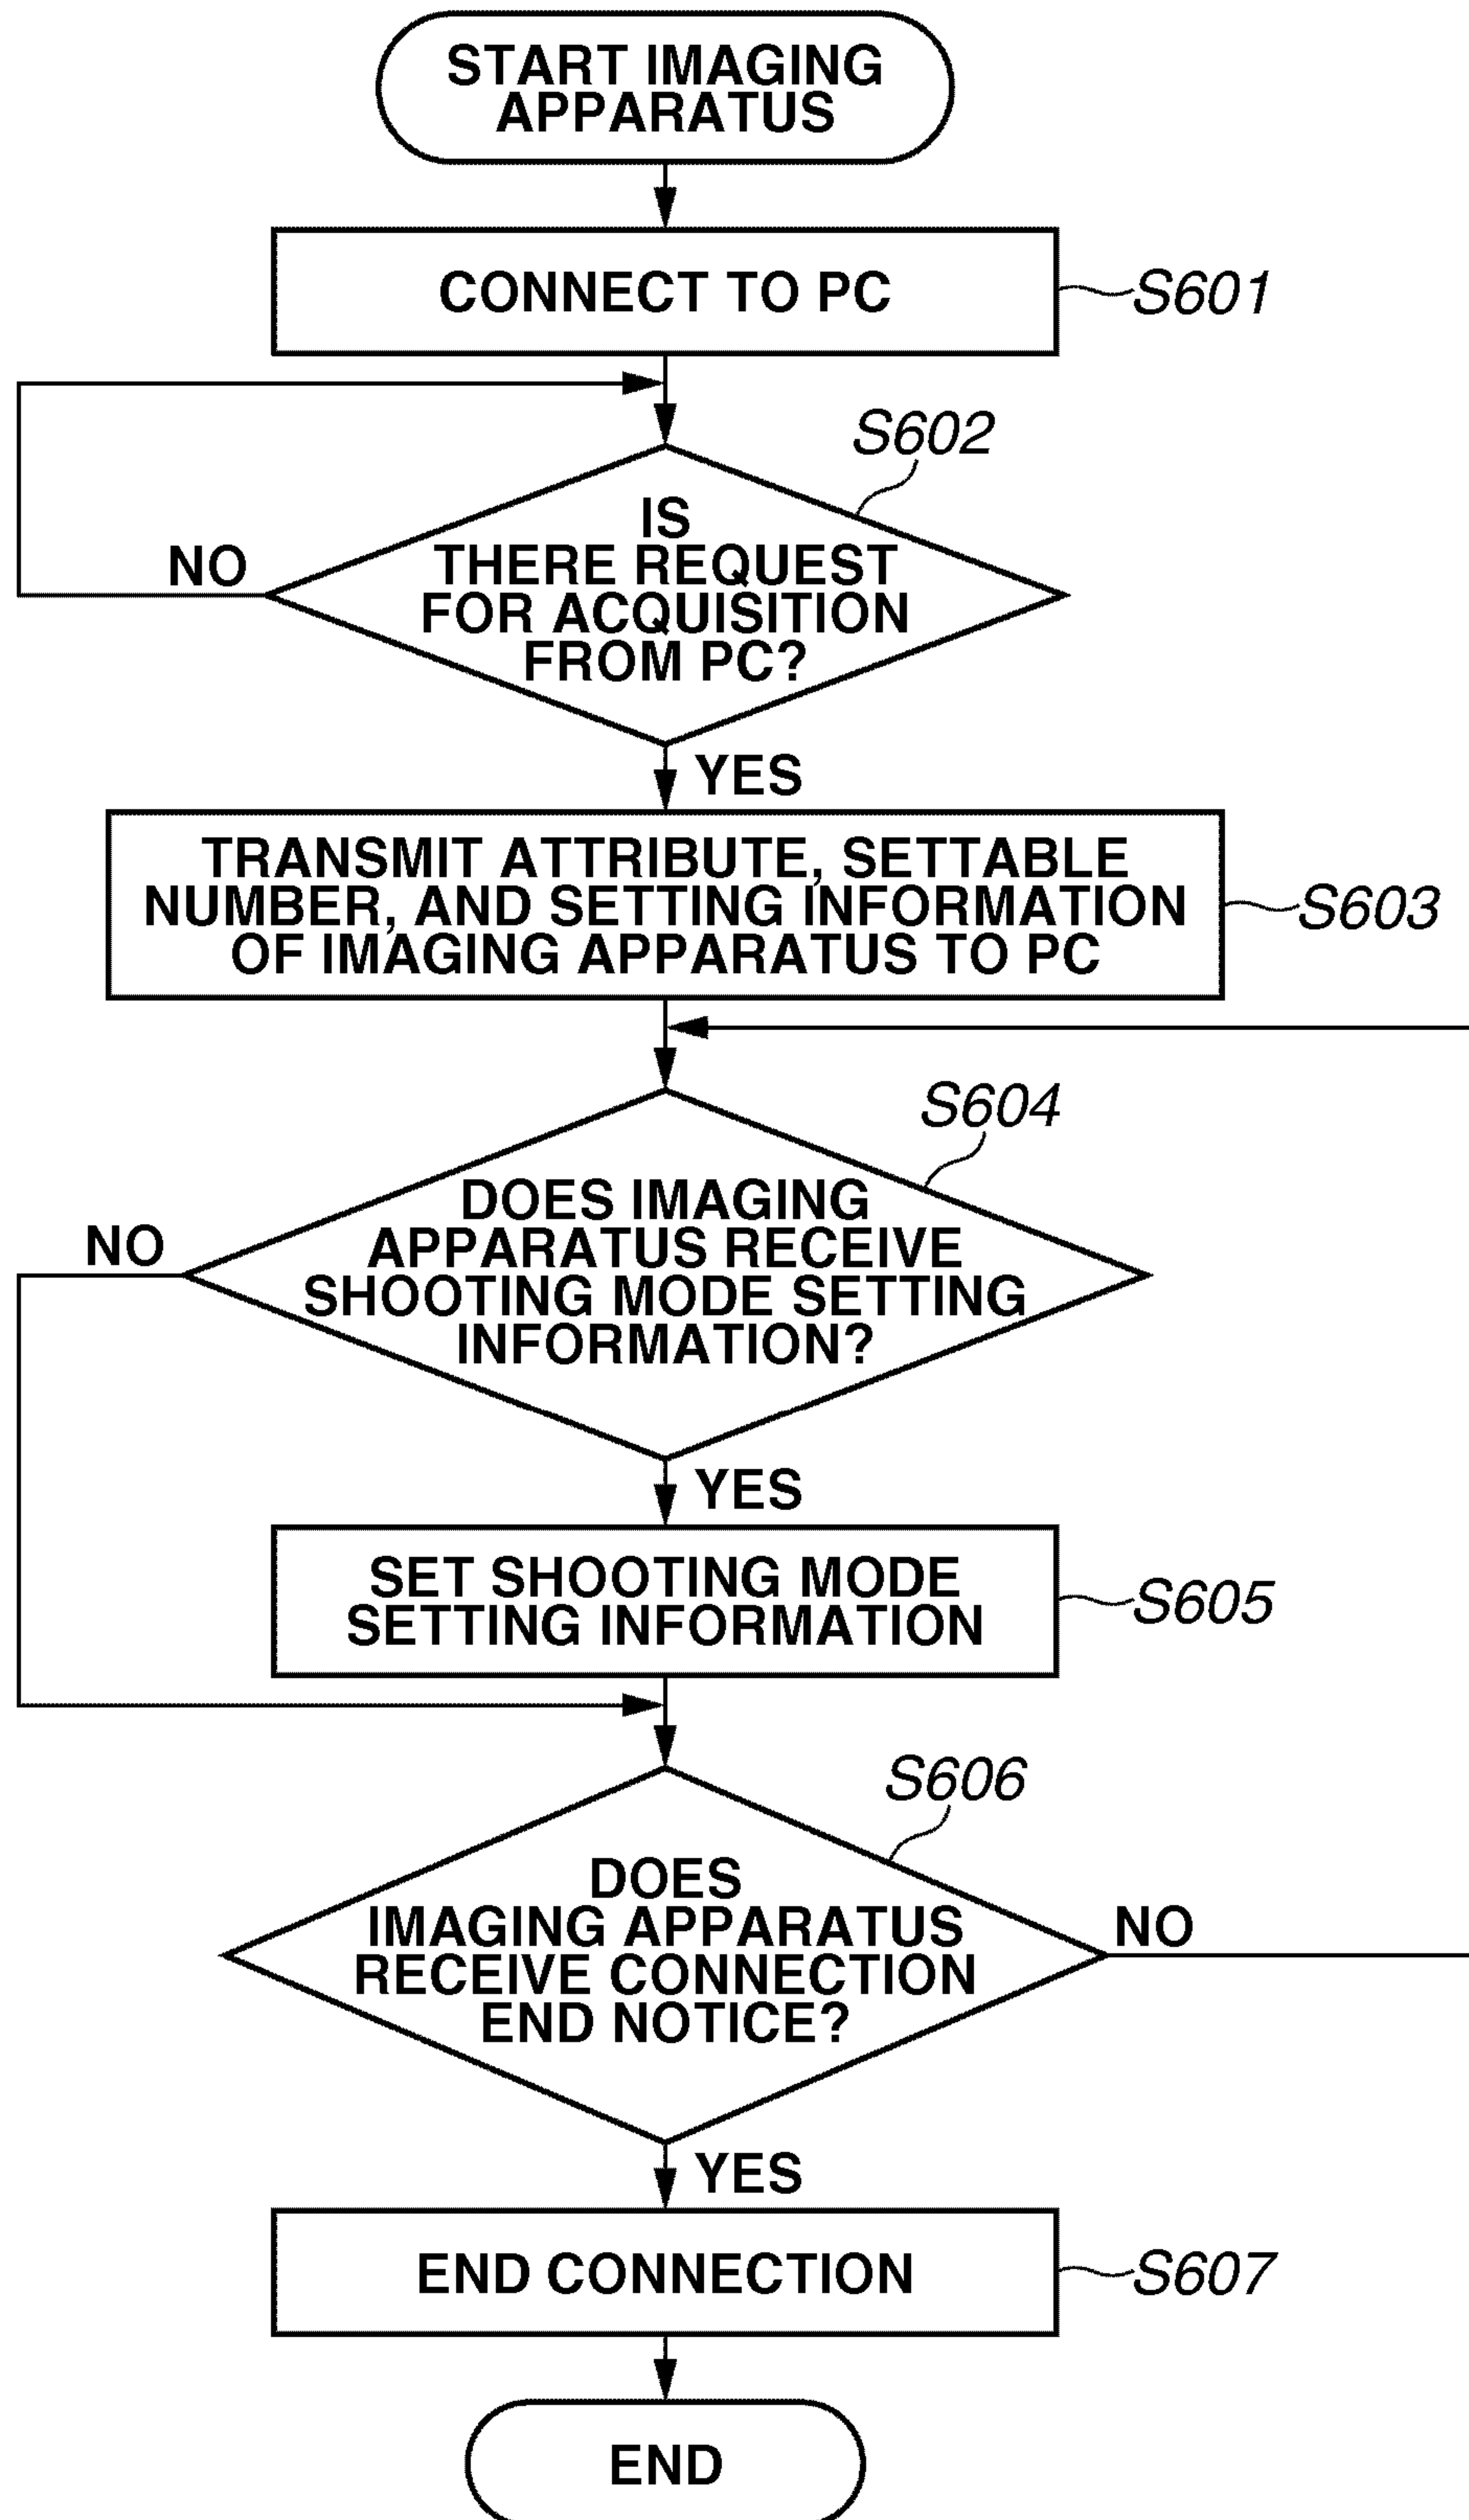 START IMAGING
APPARATUS
CONNECT TO PC
S601
S602
IS
THERE REQUEST
FOR ACQUISITION
FROM PC?
NO
YES
TRANSMIT ATTRIBUTE, SETTABLE
NUMBER, AND SETTING INFORMATION
OF IMAGING APPARATUS TO PC
S603
S604
DOES IMAGING
APPARATUS RECEIVE
SHOOTING MODE SETTING
INFORMATION?
NO
YES
SET SHOOTING MODE
SETTING INFORMATION
S605
S606
DOES
IMAGING APPARATUS
RECEIVE CONNECTION
END NOTICE?
NO
YES
END CONNECTION
S607
END